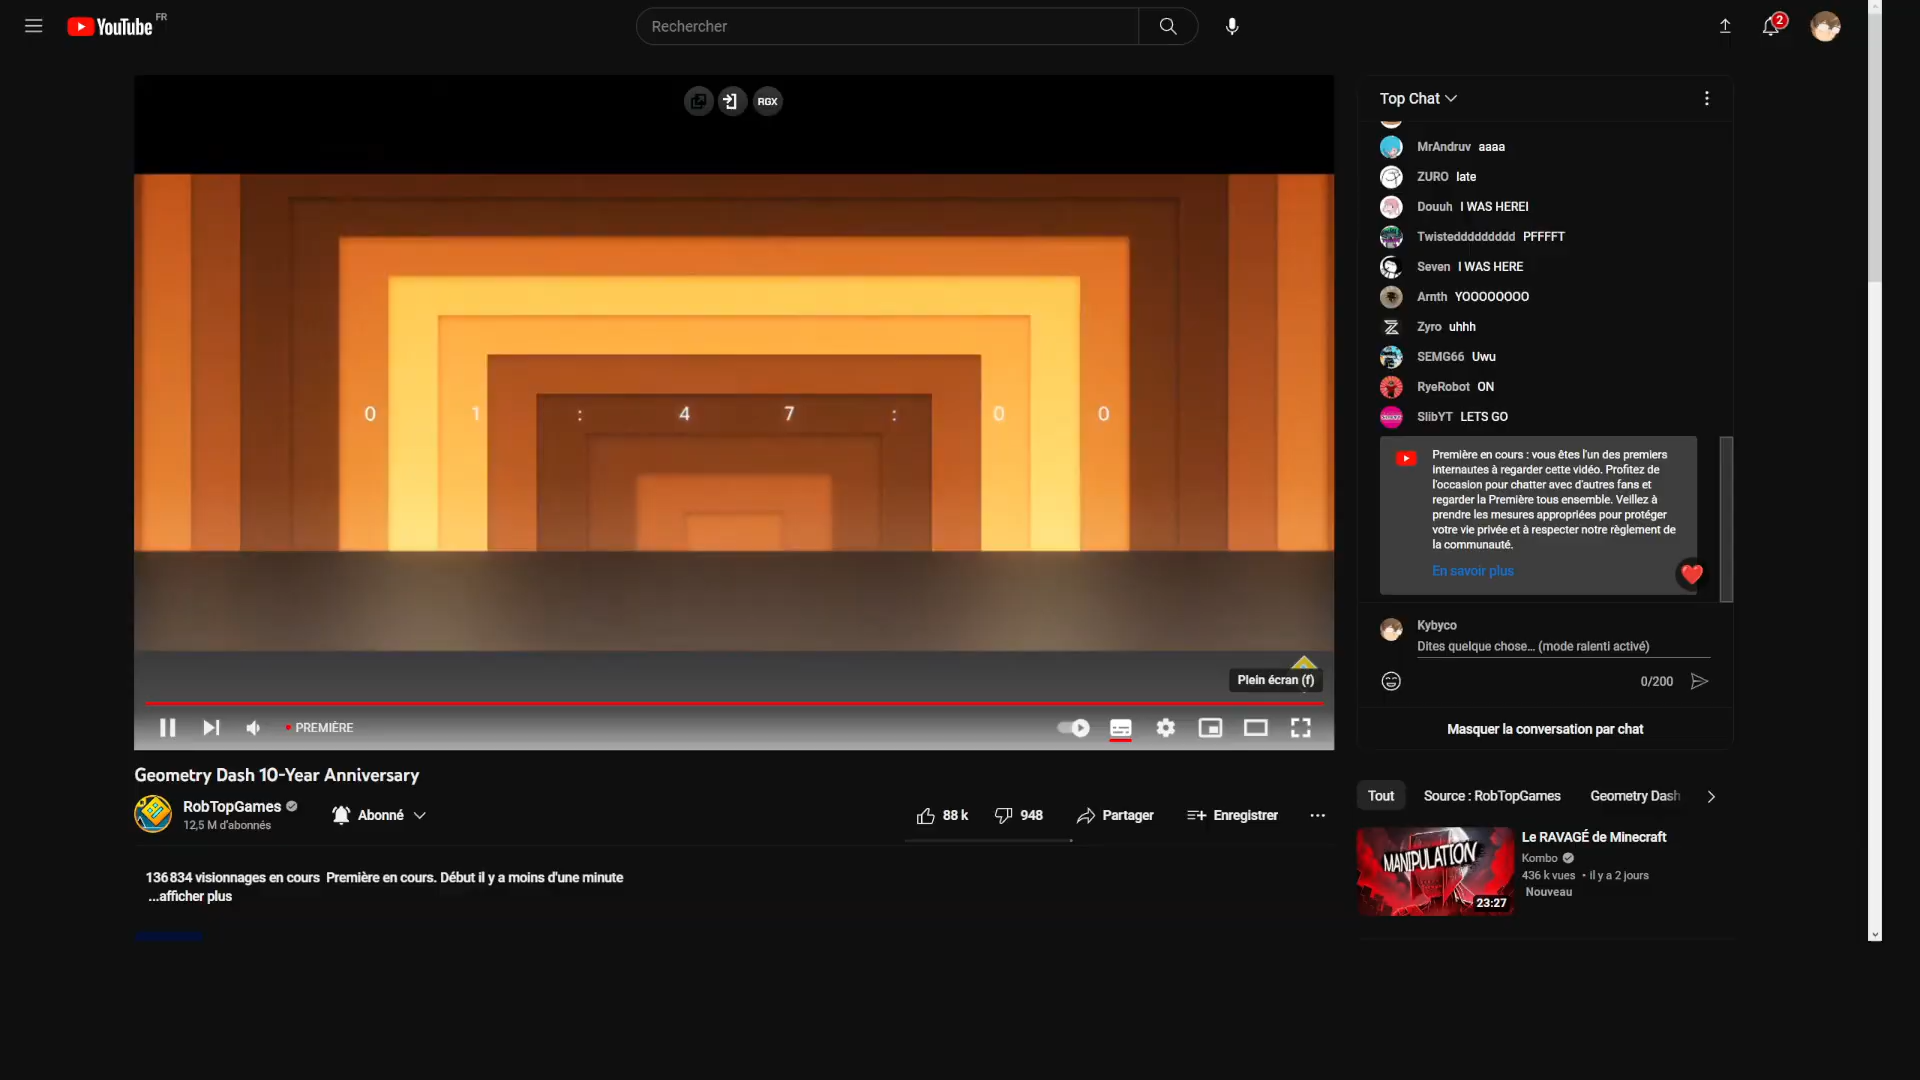 YouTube FR
Rechercher
2
RGX
0 1 : 4 7 : 0 0
Plein écran (f)
PREMIÈRE
Geometry Dash 10-Year Anniversary
RobTopGames
12,5 M d'abonnés
Abonné
88 k
948
Partager
Enregistrer
136 834 visionnages en cours Première en cours. Début il y a moins d'une minute
...afficher plus
Top Chat
MrAndruv aaaa
ZURO late
Douuh I WAS HEREI
Twisteddddddddd PFFFFT
Seven I WAS HERE
Arnth YOOOOOOOO
Zyro uhhh
SEMG66 Uwu
RyeRobot ON
SlibYT LETS GO
Première en cours : vous êtes l'un des premiers
internautes à regarder cette vidéo. Profitez de
l'occasion pour chatter avec d'autres fans et
regarder la Première tous ensemble. Veillez à
prendre les mesures appropriées pour protéger
votre vie privée et à respecter notre règlement de
la communauté.
En savoir plus
Kybyco
Dites quelque chose... (mode ralenti activé)
0/200
Masquer la conversation par chat
Tout
Source : RobTopGames
Geometry Dash
MANIPULATION
23:27
Le RAVAGÉ de Minecraft
Kombo
436 k vues • il y a 2 jours
Nouveau